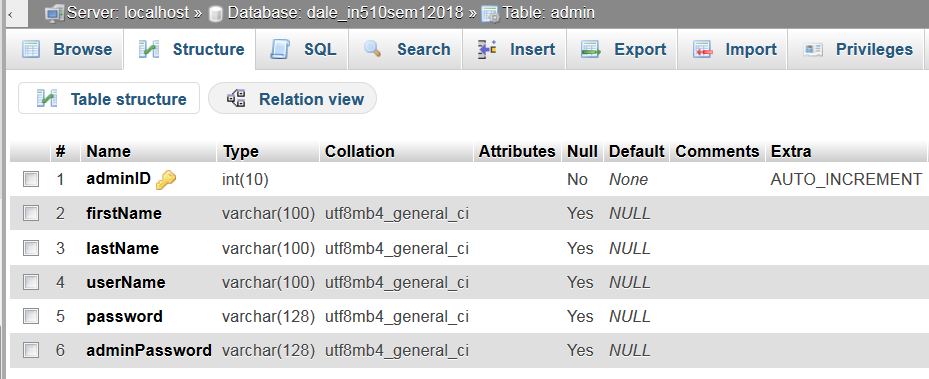 Server: localhost » Database: dale_in510sem12018 » Table: admin
Browse Structure SQL Search Insert Export Import Privileges
Table structure Relation view
# Name Type Collation Attributes Null Default Comments Extra
1 adminID int(10) No None AUTO_INCREMENT
2 firstName varchar(100) utf8mb4_general_ci Yes NULL
3 lastName varchar(100) utf8mb4_general_ci Yes NULL
4 userName varchar(100) utf8mb4_general_ci Yes NULL
5 password varchar(128) utf8mb4_general_ci Yes NULL
6 adminPassword varchar(128) utf8mb4_general_ci Yes NULL